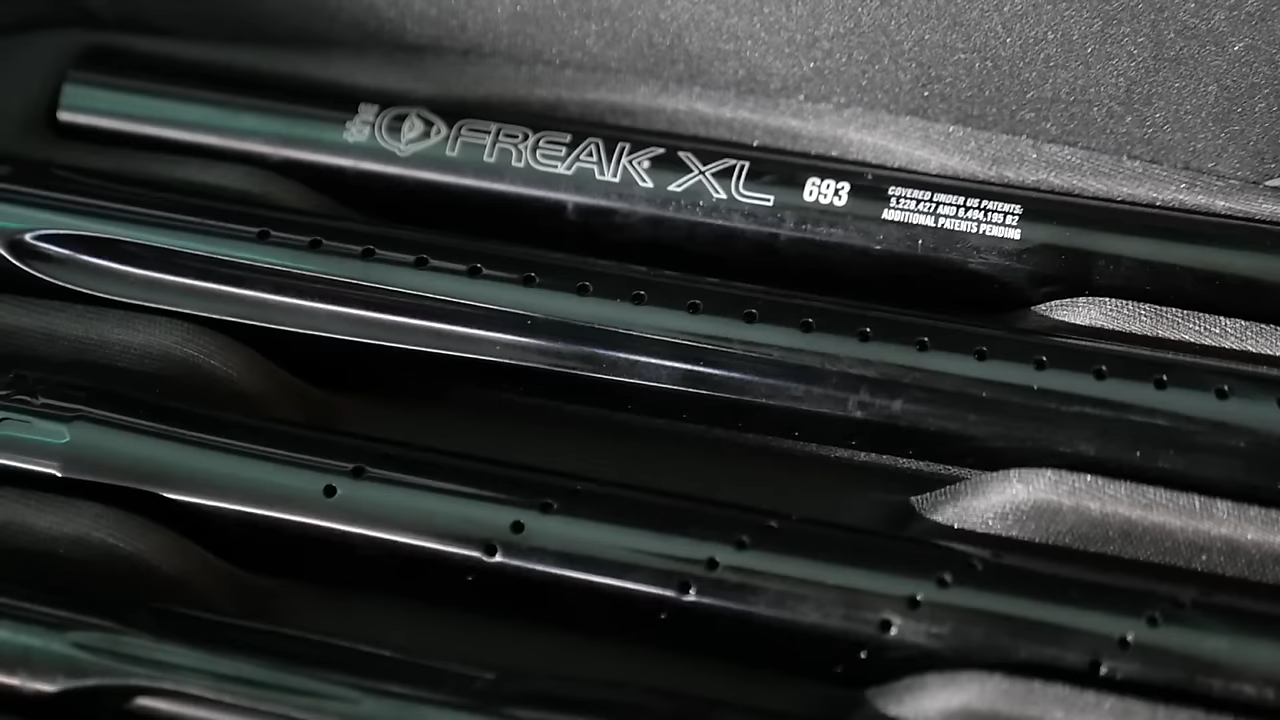 the FREAK XL 693
COVERED UNDER US PATENTS:
5,228,427 AND 6,494,195 B2
ADDITIONAL PATENTS PENDING